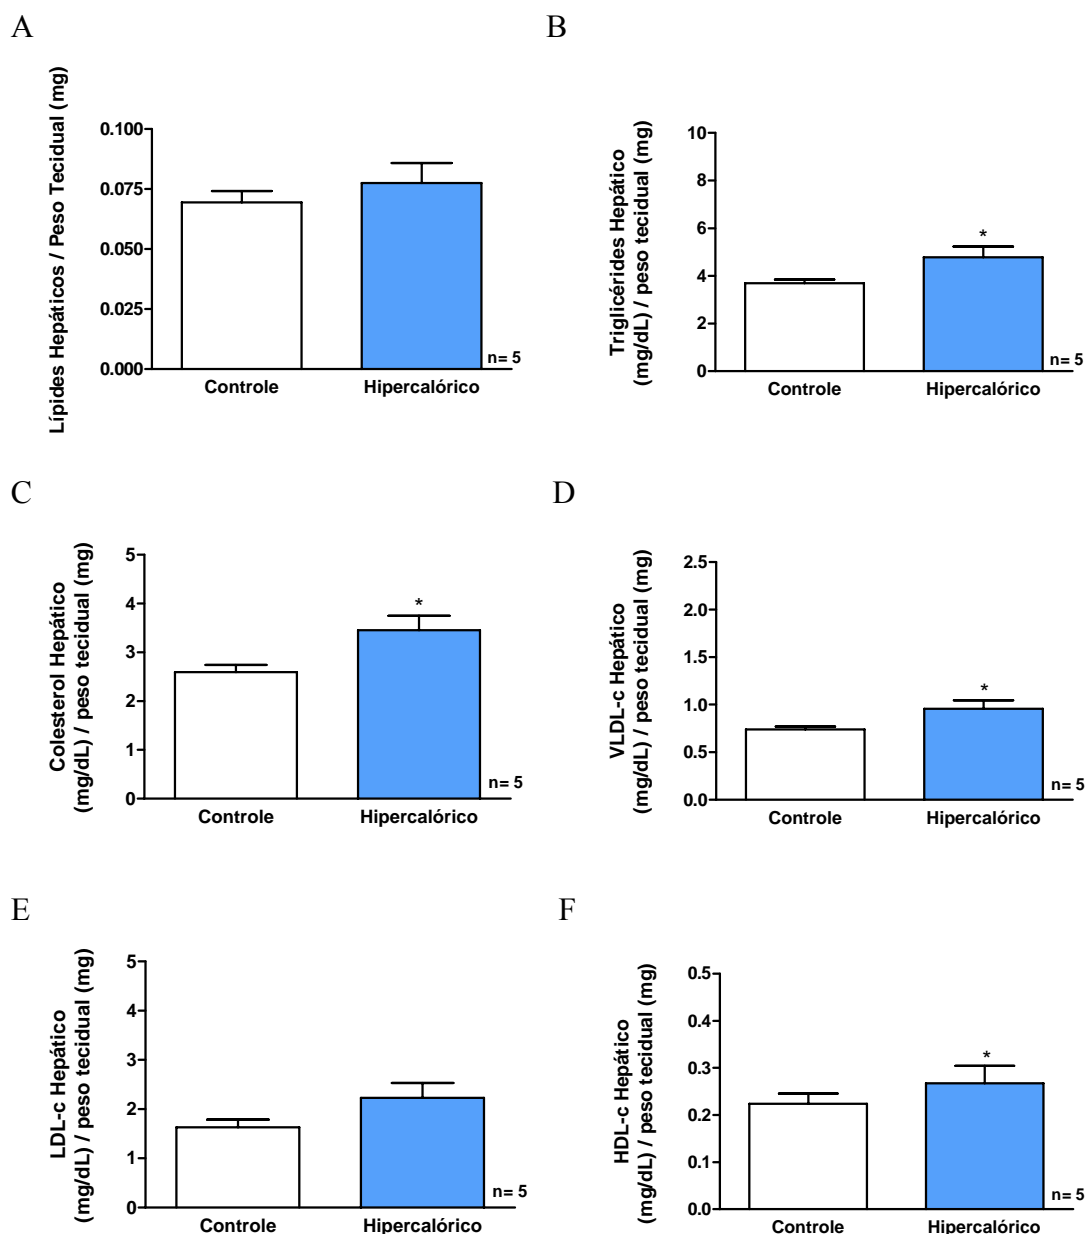 A
Lípides Hepáticos / Peso Tecidual (mg)
0.100
0.075
0.050
0.025
0.000
Controle
Hipercalórico
n= 5
B
Triglicérides Hepático
(mg/dL) / peso tecidual (mg)
10
8
6
4
2
0
*
Controle
Hipercalórico
n= 5
C
Colesterol Hepático
(mg/dL) / peso tecidual (mg)
5
4
3
2
1
0
*
Controle
Hipercalórico
n= 5
D
VLDL-c Hepático
(mg/dL) / peso tecidual (mg)
2.5
2.0
1.5
1.0
0.5
0.0
*
Controle
Hipercalórico
n= 5
E
LDL-c Hepático
(mg/dL) / peso tecidual (mg)
5
4
3
2
1
0
Controle
Hipercalórico
n= 5
F
HDL-c Hepático
(mg/dL) / peso tecidual (mg)
0.5
0.4
0.3
0.2
0.1
0.0
*
Controle
Hipercalórico
n= 5